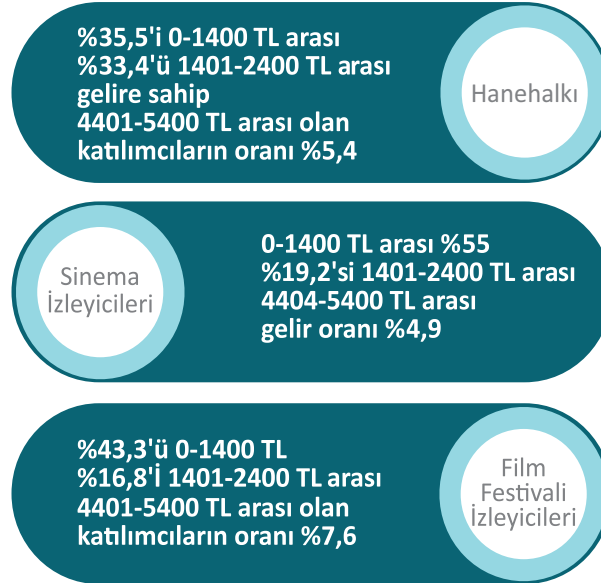 %35,5'i 0-1400 TL arası
%33,4'ü 1401-2400 TL arası
gelire sahip
4401-5400 TL arası olan
katılımcıların oranı %5,4
Hanehalkı
Sinema
İzleyicileri
0-1400 TL arası %55
%19,2'si 1401-2400 TL arası
4404-5400 TL arası
gelir oranı %4,9
%43,3'ü 0-1400 TL
%16,8'İ 1401-2400 TL arası
4401-5400 TL arası olan
katılımcıların oranı %7,6
Film
Festivali
İzleyicileri